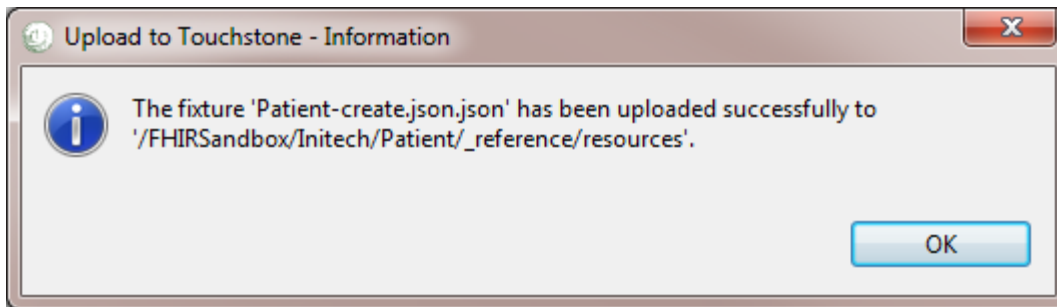 Upload to Touchstone - Information
The fixture 'Patient-create.json.json' has been uploaded successfully to
'/FHIRSandbox/Initech/Patient/_reference/resources'.
OK